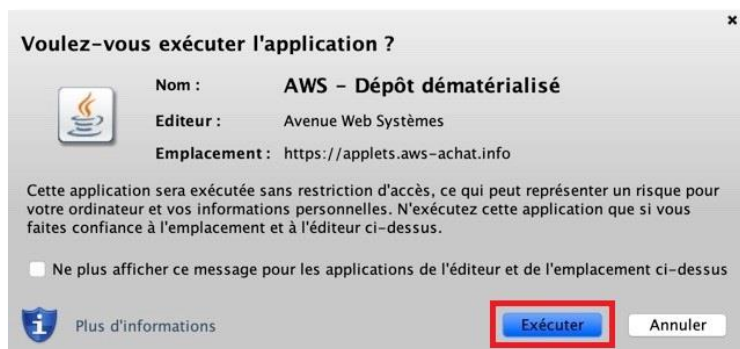 Voulez-vous exécuter l'application ?
Nom : AWS – Dépôt dématérialisé
Editeur : Avenue Web Systèmes
Emplacement : https://applets.aws-achat.info
Cette application sera exécutée sans restriction d'accès, ce qui peut représenter un risque pour
votre ordinateur et vos informations personnelles. N'exécutez cette application que si vous
faites confiance à l'emplacement et à l'éditeur ci-dessus.
Ne plus afficher ce message pour les applications de l'éditeur et de l'emplacement ci-dessus
Plus d'informations Exécuter Annuler